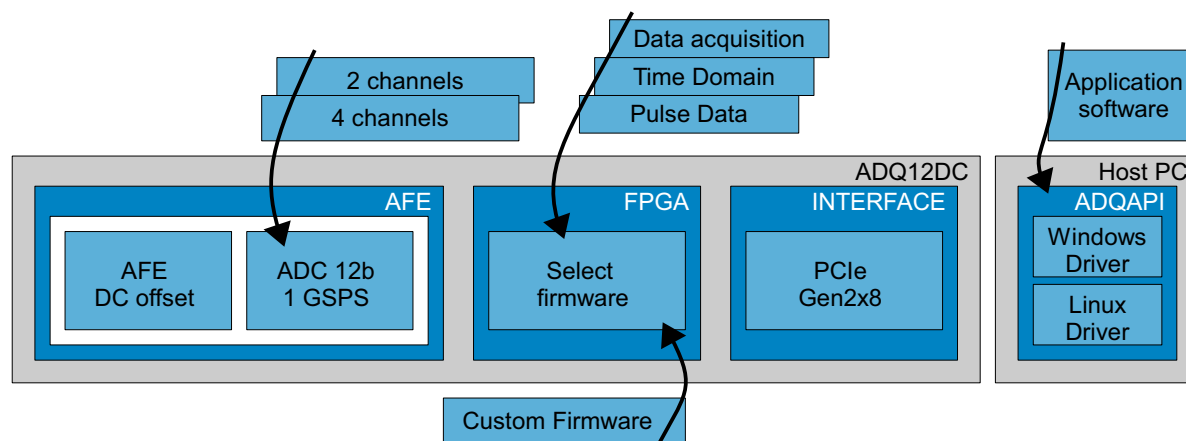 2 channels
4 channels
Data acquisition
Time Domain
Pulse Data
Application
software
ADQ12DC
AFE
AFE
DC offset
ADC 12b
1 GSPS
FPGA
Select
firmware
INTERFACE
PCIe
Gen2x8
Host PC
ADQAPI
Windows
Driver
Linux
Driver
Custom Firmware